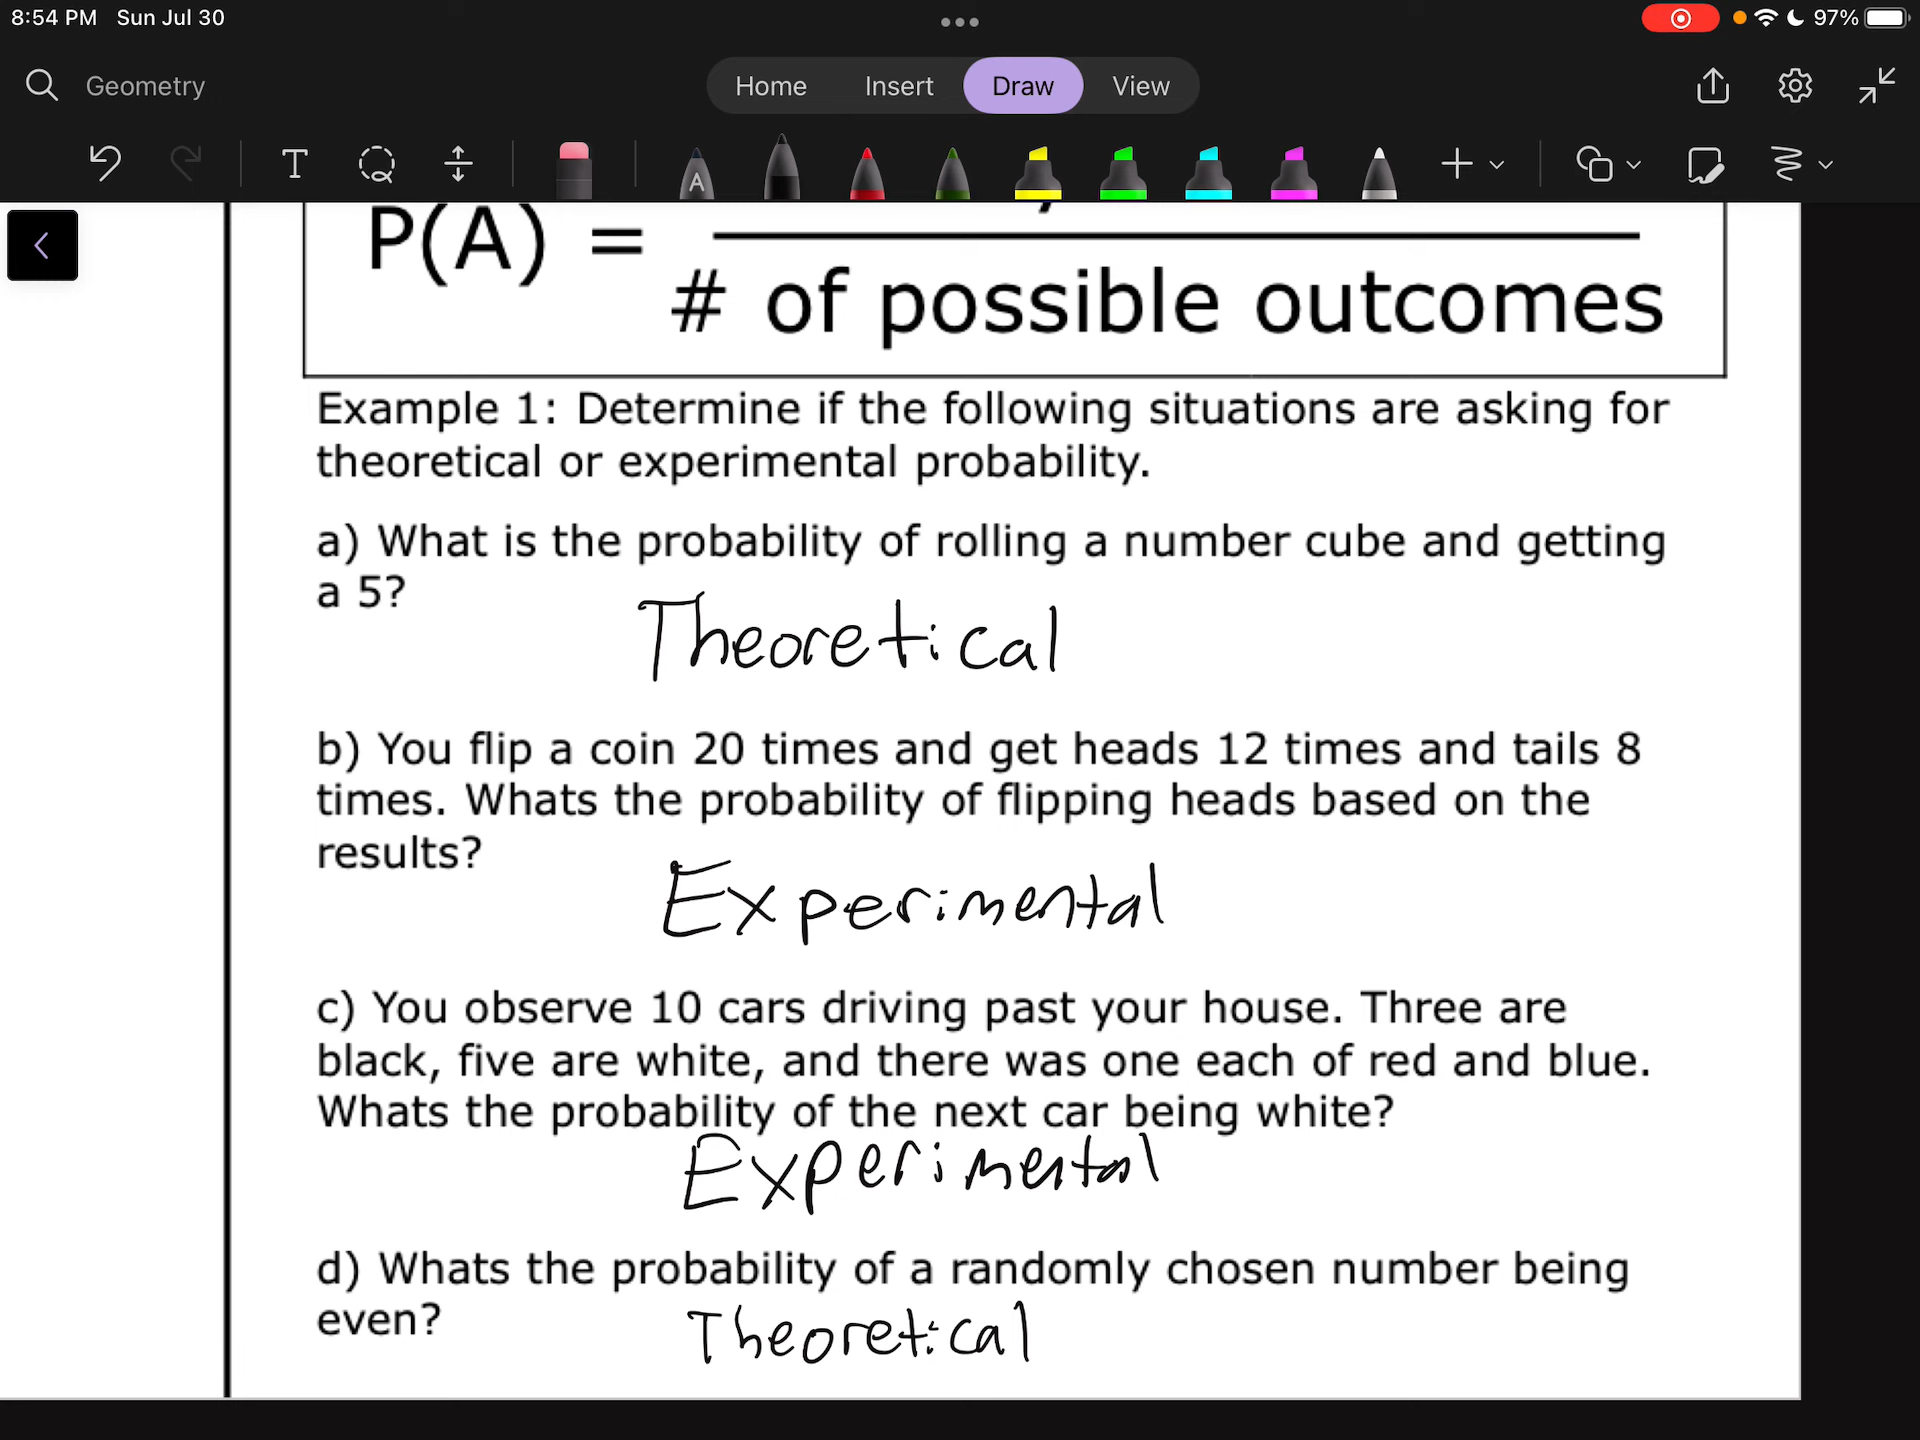 8:54 PM Sun Jul 30
97%
Geometry
Home Insert Draw View
T
A
P(A) =
# of possible outcomes
Example 1: Determine if the following situations are asking for
theoretical or experimental probability.
a) What is the probability of rolling a number cube and getting
a 5?
Theoretical
b) You flip a coin 20 times and get heads 12 times and tails 8
times. Whats the probability of flipping heads based on the
results?
Experimental
c) You observe 10 cars driving past your house. Three are
black, five are white, and there was one each of red and blue.
Whats the probability of the next car being white?
Experimental
d) Whats the probability of a randomly chosen number being
even?
Theoretical